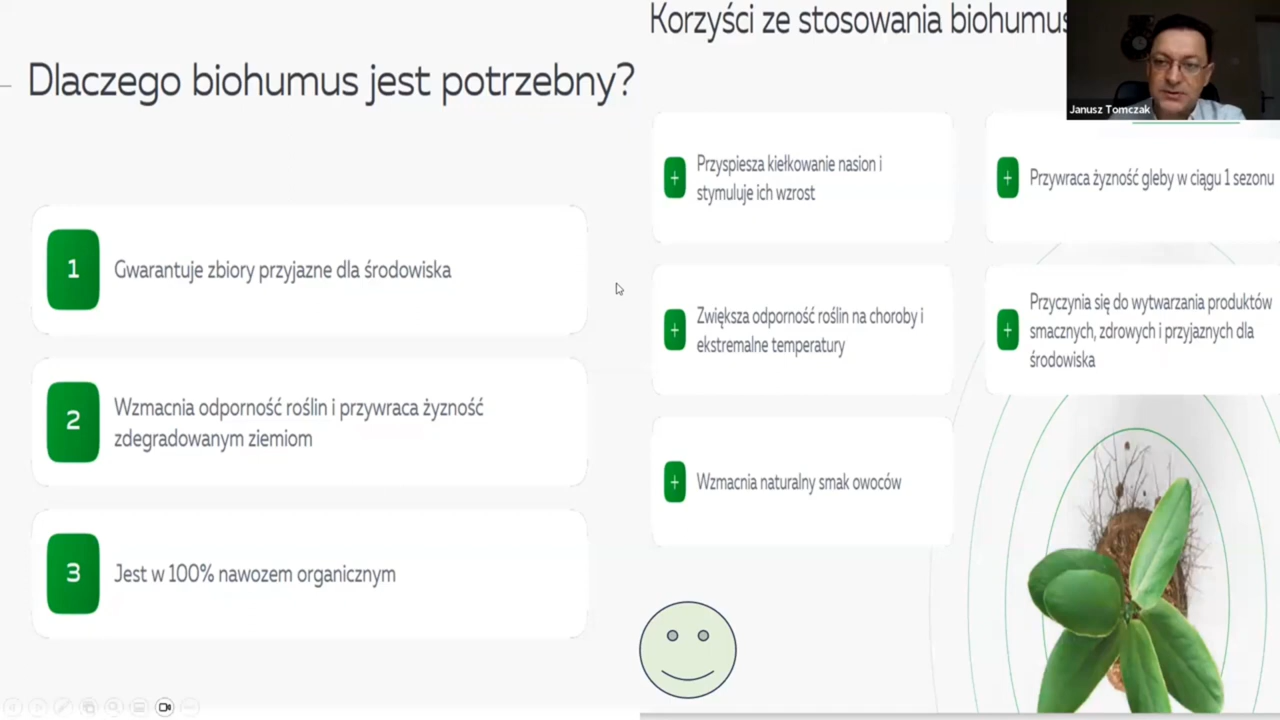 Dlaczego biohumus jest potrzebny?
1
Gwarantuje zbiory przyjazne dla środowiska
2
Wzmacnia odporność roślin i przywraca żyzność
zdegradowanym ziemiom
3
Jest w 100% nawozem organicznym
Korzyści ze stosowania biohumus
+
Przyspiesza kiełkowanie nasion i
stymuluje ich wzrost
+
Przywraca żyzność gleby w ciągu 1 sezonu
+
Zwiększa odporność roślin na choroby i
ekstremalne temperatury
+
Przyczynia się do wytwarzania produktów
smacznych, zdrowych i przyjaznych dla
środowiska
+
Wzmacnia naturalny smak owoców
Janusz Tomczak